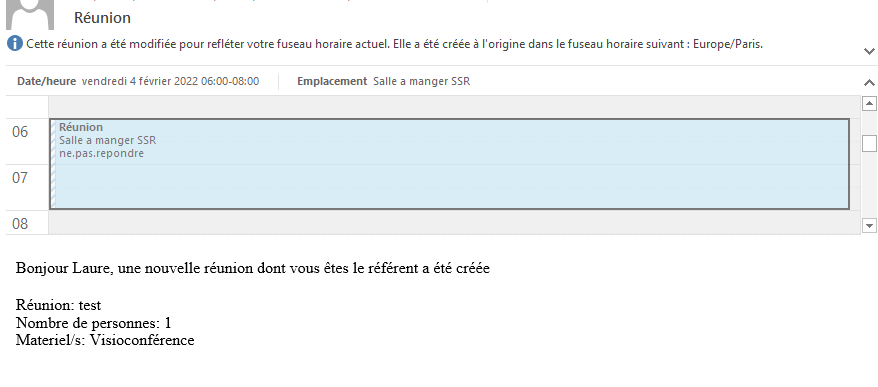 Réunion
Cette réunion a été modifiée pour refléter votre fuseau horaire actuel. Elle a été créée à l'origine dans le fuseau horaire suivant : Europe/Paris.
Date/heure vendredi 4 février 2022 06:00-08:00 Emplacement Salle a manger SSR
06
Réunion
Salle a manger SSR
ne.pas.repondre
07
08
Bonjour Laure, une nouvelle réunion dont vous êtes le référent a été créée
Réunion: test
Nombre de personnes: 1
Materiel/s: Visioconférence